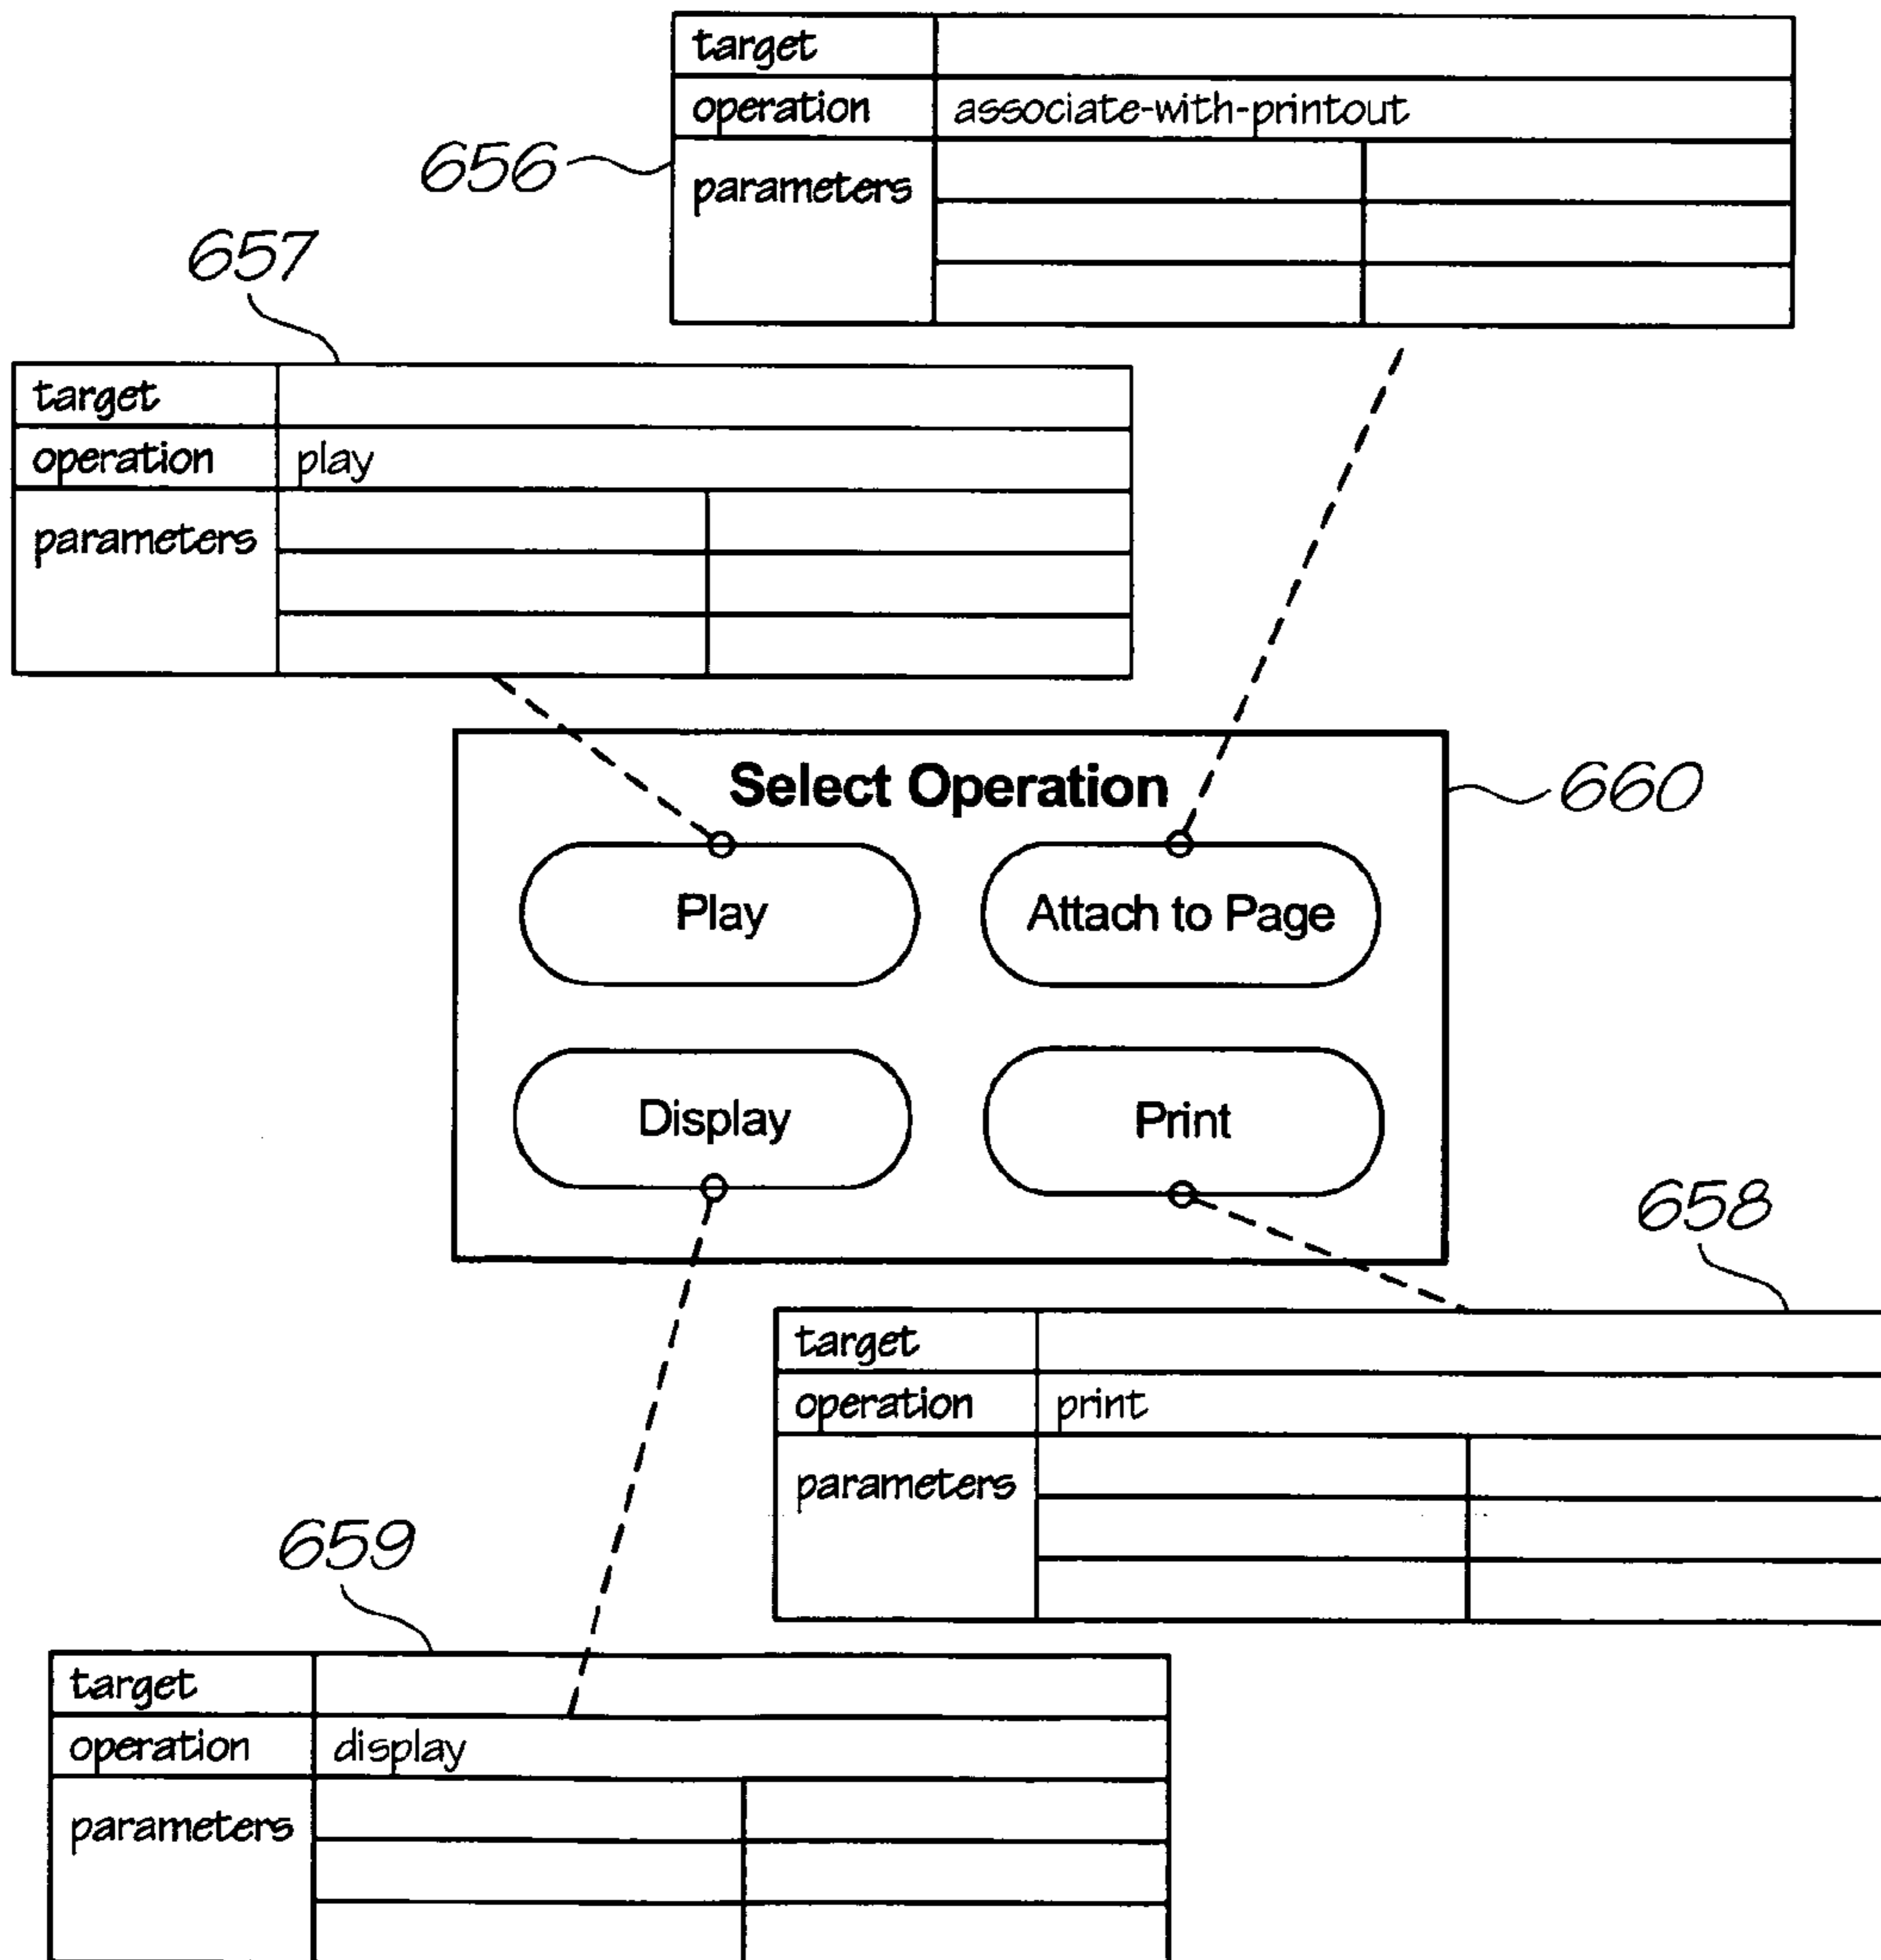 target
operation associate-with-printout
656
parameters
657
target
operation play
parameters
Select Operation
660
Play Attach to Page
Display Print
658
target
operation print
parameters
659
target
operation display
parameters